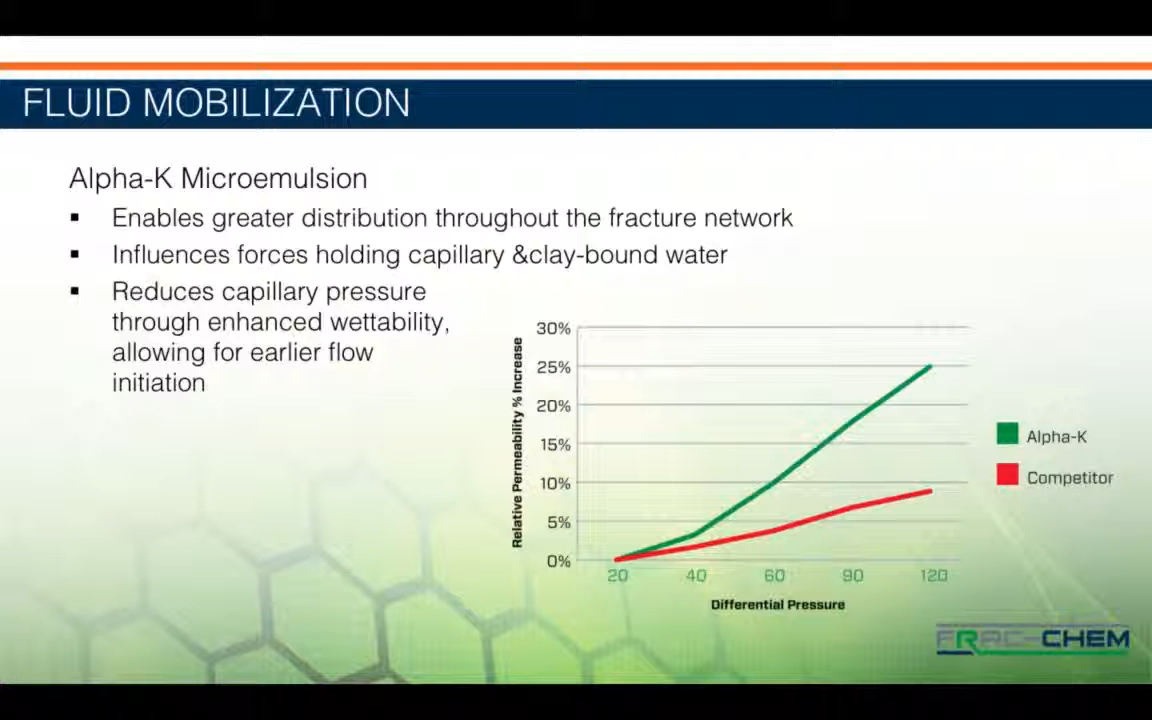 FLUID MOBILIZATION
Alpha-K Microemulsion
▪ Enables greater distribution throughout the fracture network
▪ Influences forces holding capillary &clay-bound water
▪ Reduces capillary pressure
through enhanced wettability,
allowing for earlier flow
initiation
Relative Permeability % Increase
30%
25%
20%
15%
10%
5%
0%
20 40 60 90 120
Differential Pressure
Alpha-K
Competitor
FRAC-CHEM